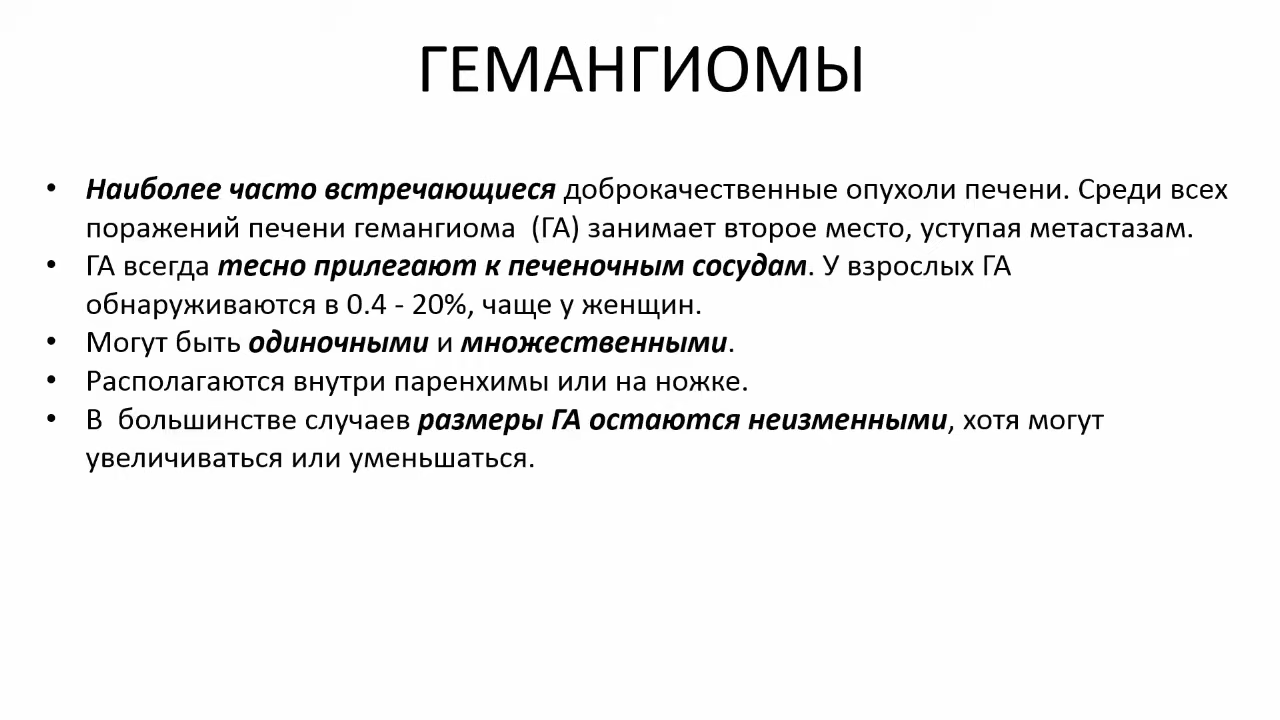 ГЕМАНГИОМЫ
• Наиболее часто встречающиеся доброкачественные опухоли печени. Среди всех
поражений печени гемангиома  (ГА) занимает второе место, уступая метастазам.
• ГА всегда тесно прилегают к печеночным сосудам. У взрослых ГА
обнаруживаются в 0.4 - 20%, чаще у женщин.
• Могут быть одиночными и множественными.
• Располагаются внутри паренхимы или на ножке.
• В  большинстве случаев размеры ГА остаются неизменными, хотя могут
увеличиваться или уменьшаться.